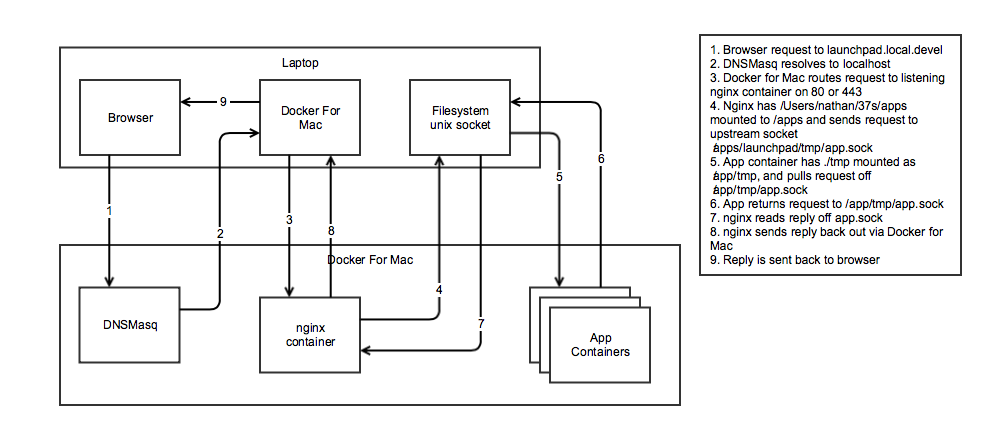 Laptop
Browser
Docker For
Mac
Filesystem
unix socket
9
1
2
3
8
4
7
5
6
Docker For Mac
DNSMasq
nginx
container
App
Containers
1. Browser request to launchpad.local.devel
2. DNSMasq resolves to localhost
3. Docker for Mac routes request to listening
nginx container on 80 or 443
4. Nginx has /Users/nathan/37s/apps
mounted to /apps and sends request to
upstream socket
/apps/launchpad/tmp/app.sock
5. App container has ./tmp mounted as
/app/tmp, and pulls request off
/app/tmp/app.sock
6. App returns request to /app/tmp/app.sock
7. nginx reads reply off app.sock
8. nginx sends reply back out via Docker for
Mac
9. Reply is sent back to browser